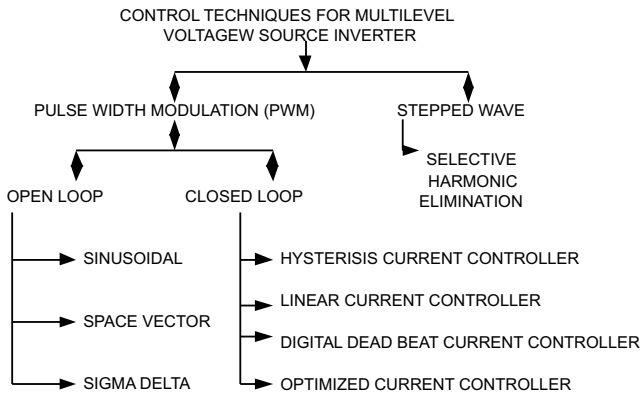 CONTROL TECHNIQUES FOR MULTILEVEL
VOLTAGEW SOURCE INVERTER
PULSE WIDTH MODULATION (PWM)
STEPPED WAVE
SELECTIVE
HARMONIC
ELIMINATION
OPEN LOOP
CLOSED LOOP
SINUSOIDAL
SPACE VECTOR
SIGMA DELTA
HYSTERISIS CURRENT CONTROLLER
LINEAR CURRENT CONTROLLER
DIGITAL DEAD BEAT CURRENT CONTROLLER
OPTIMIZED CURRENT CONTROLLER